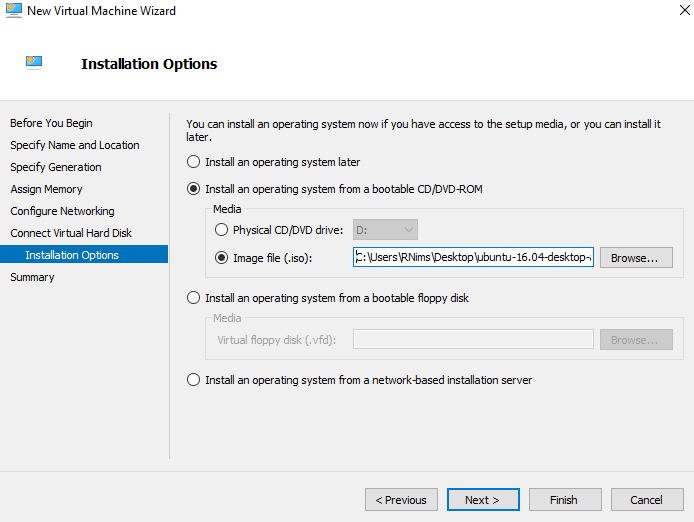 New Virtual Machine Wizard
Installation Options
Before You Begin
Specify Name and Location
Specify Generation
Assign Memory
Configure Networking
Connect Virtual Hard Disk
Installation Options
Summary
You can install an operating system now if you have access to the setup media, or you can install it
later.
Install an operating system later
Install an operating system from a bootable CD/DVD-ROM
Media
Physical CD/DVD drive: D:
Image file (.iso): C:\Users\RNims\Desktop\ubuntu-16.04-desktop- Browse...
Install an operating system from a bootable floppy disk
Media
Virtual floppy disk (.vfd): Browse...
Install an operating system from a network-based installation server
< Previous Next > Finish Cancel